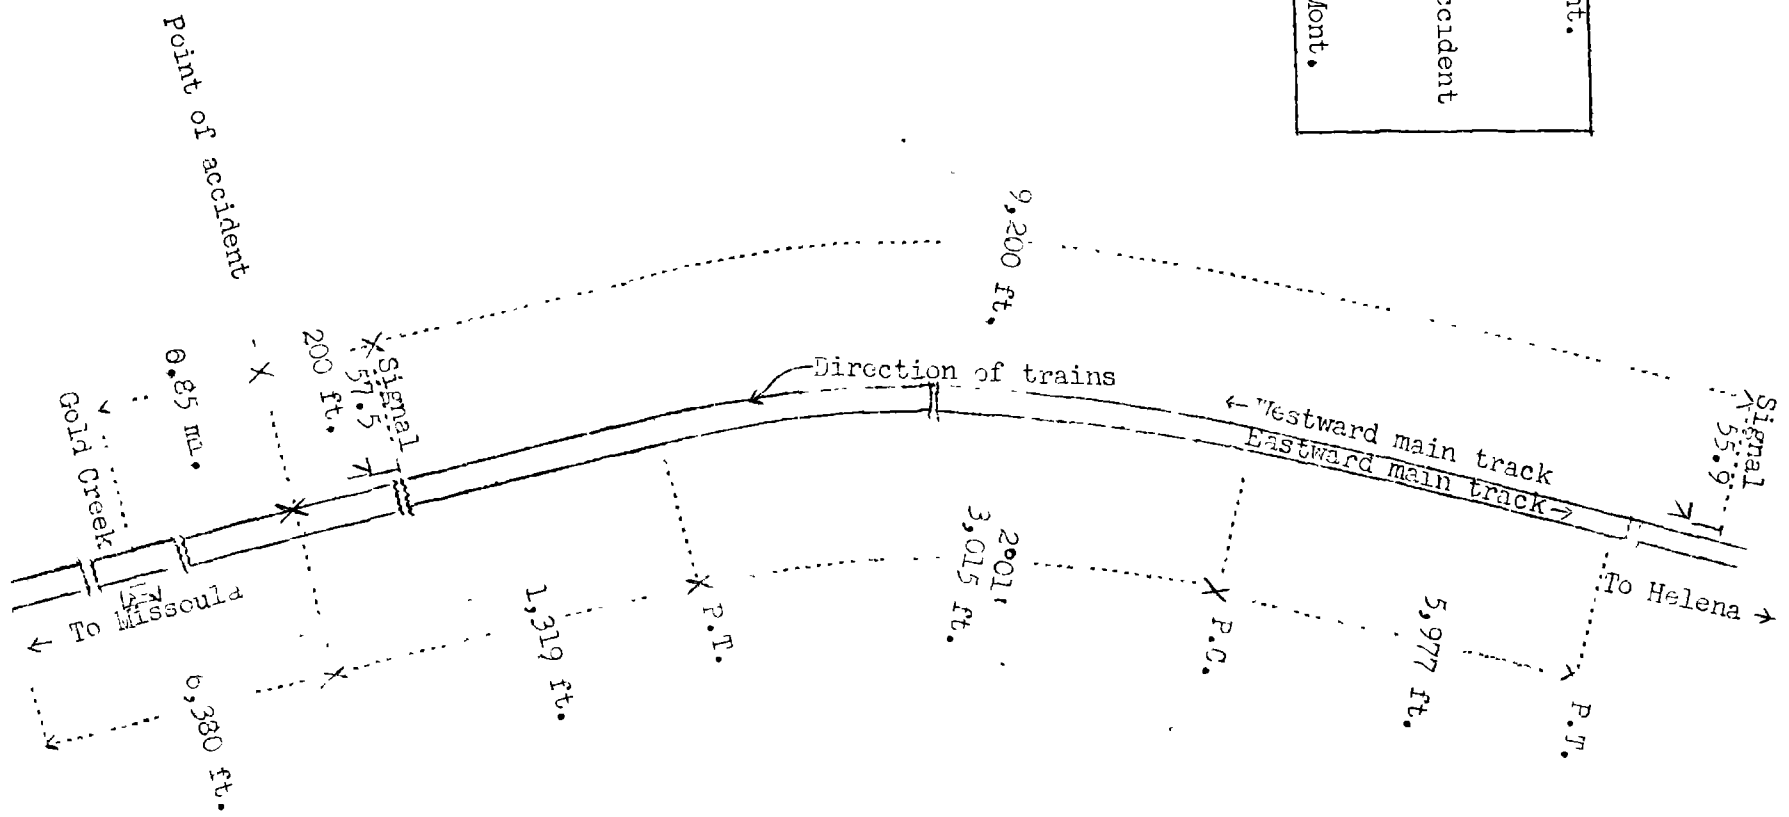 nt.
ccident
Mont.
Point of accident
9,200 ft.
Signal
55.9
Signal
57.5
200 ft.
Direction of trains
←Westward main track
Eastward main track→
0.85 mi.
Gold Creek
← To Missoula
To Helena →
6,380 ft.
1,319 ft.
P.T.
2°01'
3,015 ft.
P.C.
5,977 ft.
P.T.